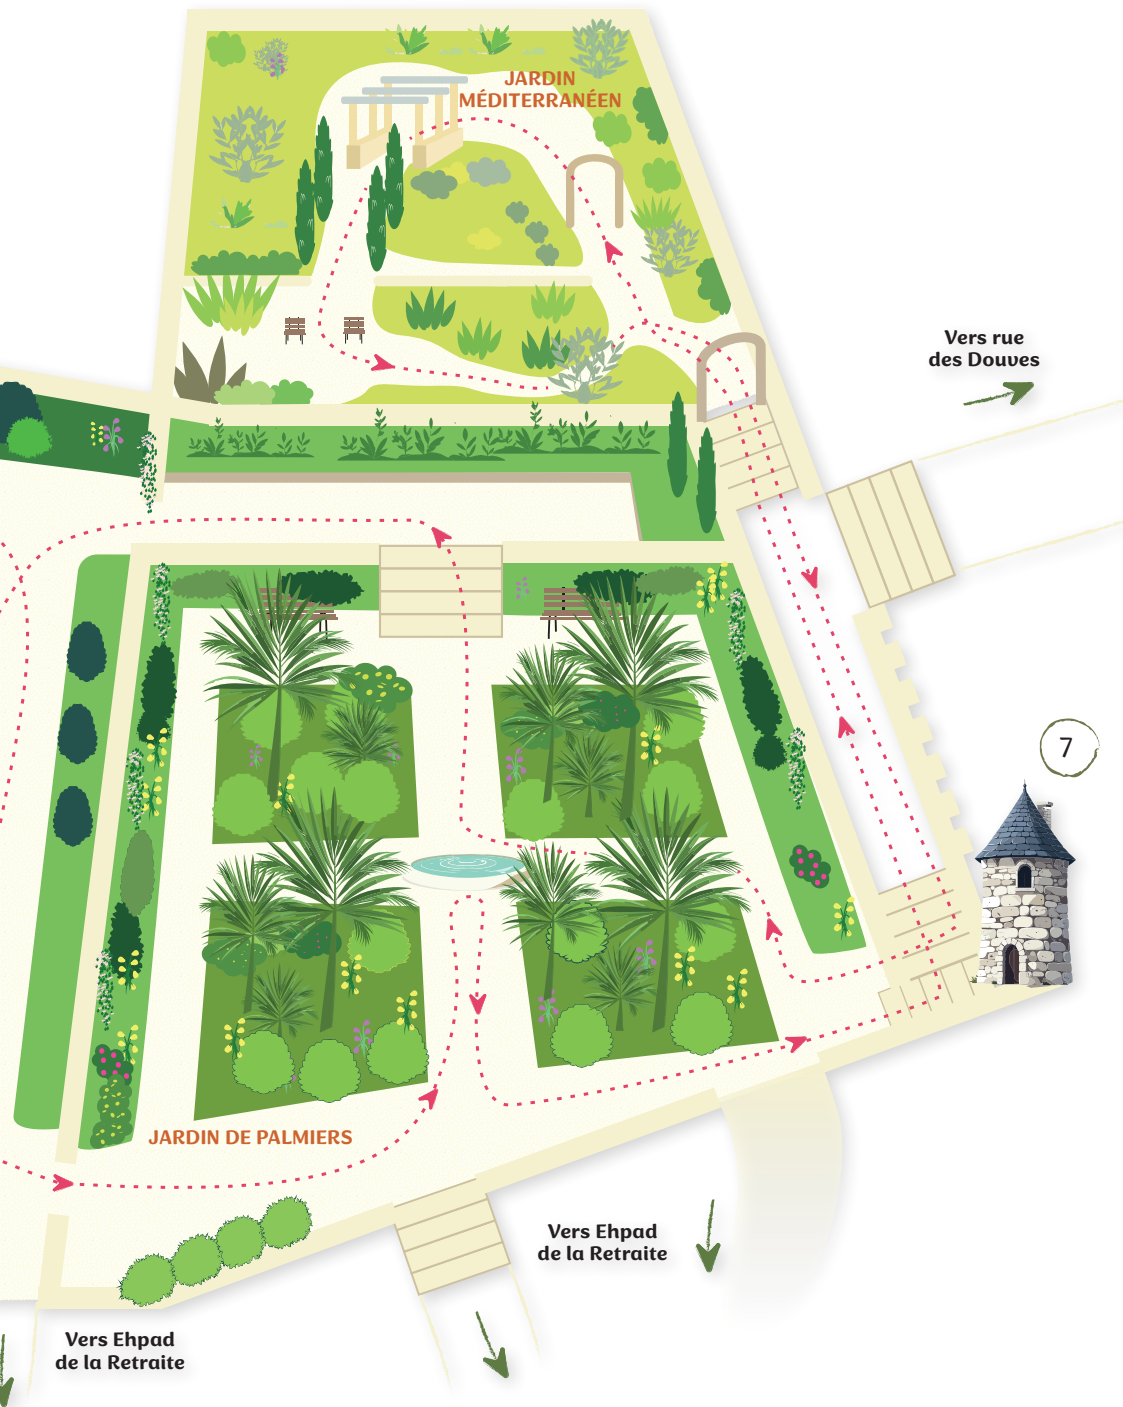 JARDIN
MÉDITERRANÉEN
Vers rue
des Douves
7
JARDIN DE PALMIERS
Vers Ehpad
de la Retraite
Vers Ehpad
de la Retraite